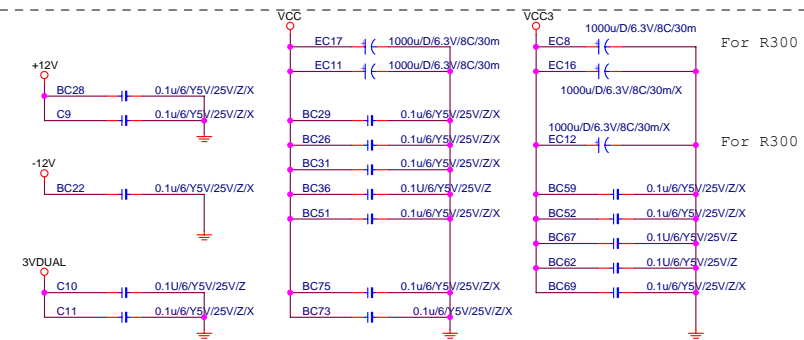 +12V
BC28 0.1u/6/Y5V/25V/Z/X
C9 0.1u/6/Y5V/25V/Z/X
-12V
BC22 0.1u/6/Y5V/25V/Z/X
3VDUAL
C10 0.1U/6/Y5V/25V/Z
C11 0.1u/6/Y5V/25V/Z/X
VCC
EC17 1000u/D/6.3V/8C/30m
EC11 1000u/D/6.3V/8C/30m
BC29 0.1u/6/Y5V/25V/Z/X
BC26 0.1u/6/Y5V/25V/Z/X
BC31 0.1u/6/Y5V/25V/Z/X
BC36 0.1U/6/Y5V/25V/Z
BC51 0.1u/6/Y5V/25V/Z/X
BC75 0.1u/6/Y5V/25V/Z/X
BC73 0.1u/6/Y5V/25V/Z/X
VCC3
1000u/D/6.3V/8C/30m
EC8 For R300
EC16
1000u/D/6.3V/8C/30m/X
1000u/D/6.3V/8C/30m/X
EC12 For R300
BC59 0.1u/6/Y5V/25V/Z/X
BC52 0.1u/6/Y5V/25V/Z/X
BC67 0.1U/6/Y5V/25V/Z
BC62 0.1U/6/Y5V/25V/Z
BC69 0.1u/6/Y5V/25V/Z/X